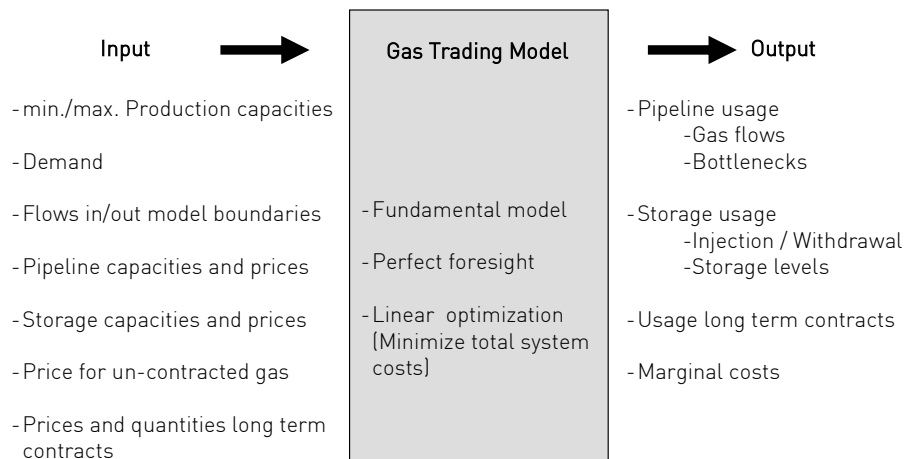 Input
-min./max. Production capacities
-Demand
-Flows in/out model boundaries
-Pipeline capacities and prices
-Storage capacities and prices
-Price for un-contracted gas
-Prices and quantities long term
contracts
Gas Trading Model
-Fundamental model
-Perfect foresight
-Linear optimization
(Minimize total system
costs)
Output
-Pipeline usage
-Gas flows
-Bottlenecks
-Storage usage
-Injection / Withdrawal
-Storage levels
-Usage long term contracts
-Marginal costs